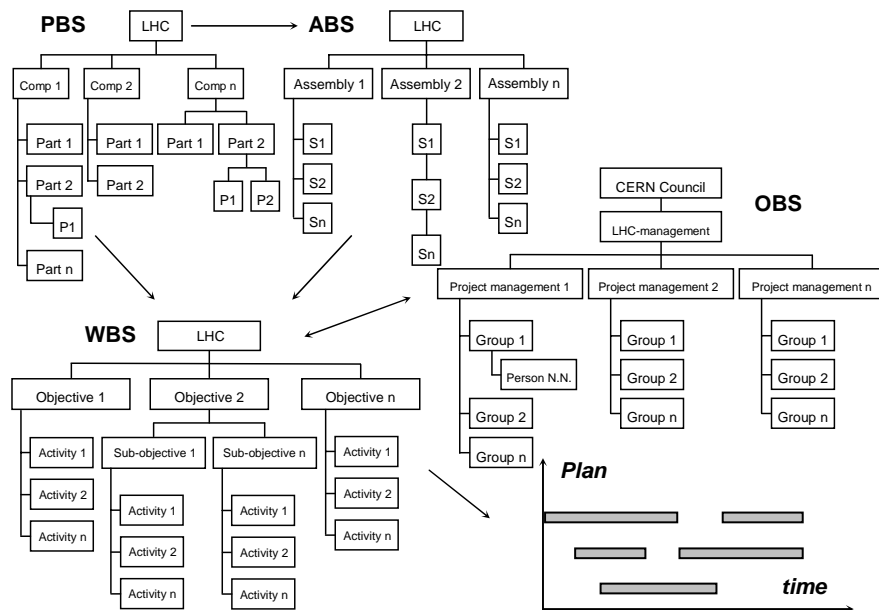 PBS
LHC
Comp 1
Comp 2
Comp n
Part 1
Part 2
P1
Part n
Part 1
Part 2
Part 1
Part 2
P1
P2
ABS
LHC
Assembly 1
Assembly 2
Assembly n
S1
S2
Sn
S1
S2
Sn
S1
S2
Sn
OBS
CERN Council
LHC-management
Project management 1
Project management 2
Project management n
Group 1
Person N.N.
Group 2
Group n
Group 1
Group 2
Group n
Group 1
Group 2
Group n
WBS
LHC
Objective 1
Objective 2
Objective n
Activity 1
Activity 2
Activity n
Sub-objective 1
Sub-objective n
Activity 1
Activity 2
Activity n
Activity 1
Activity 2
Activity n
Activity 1
Activity 2
Activity n
Plan
time